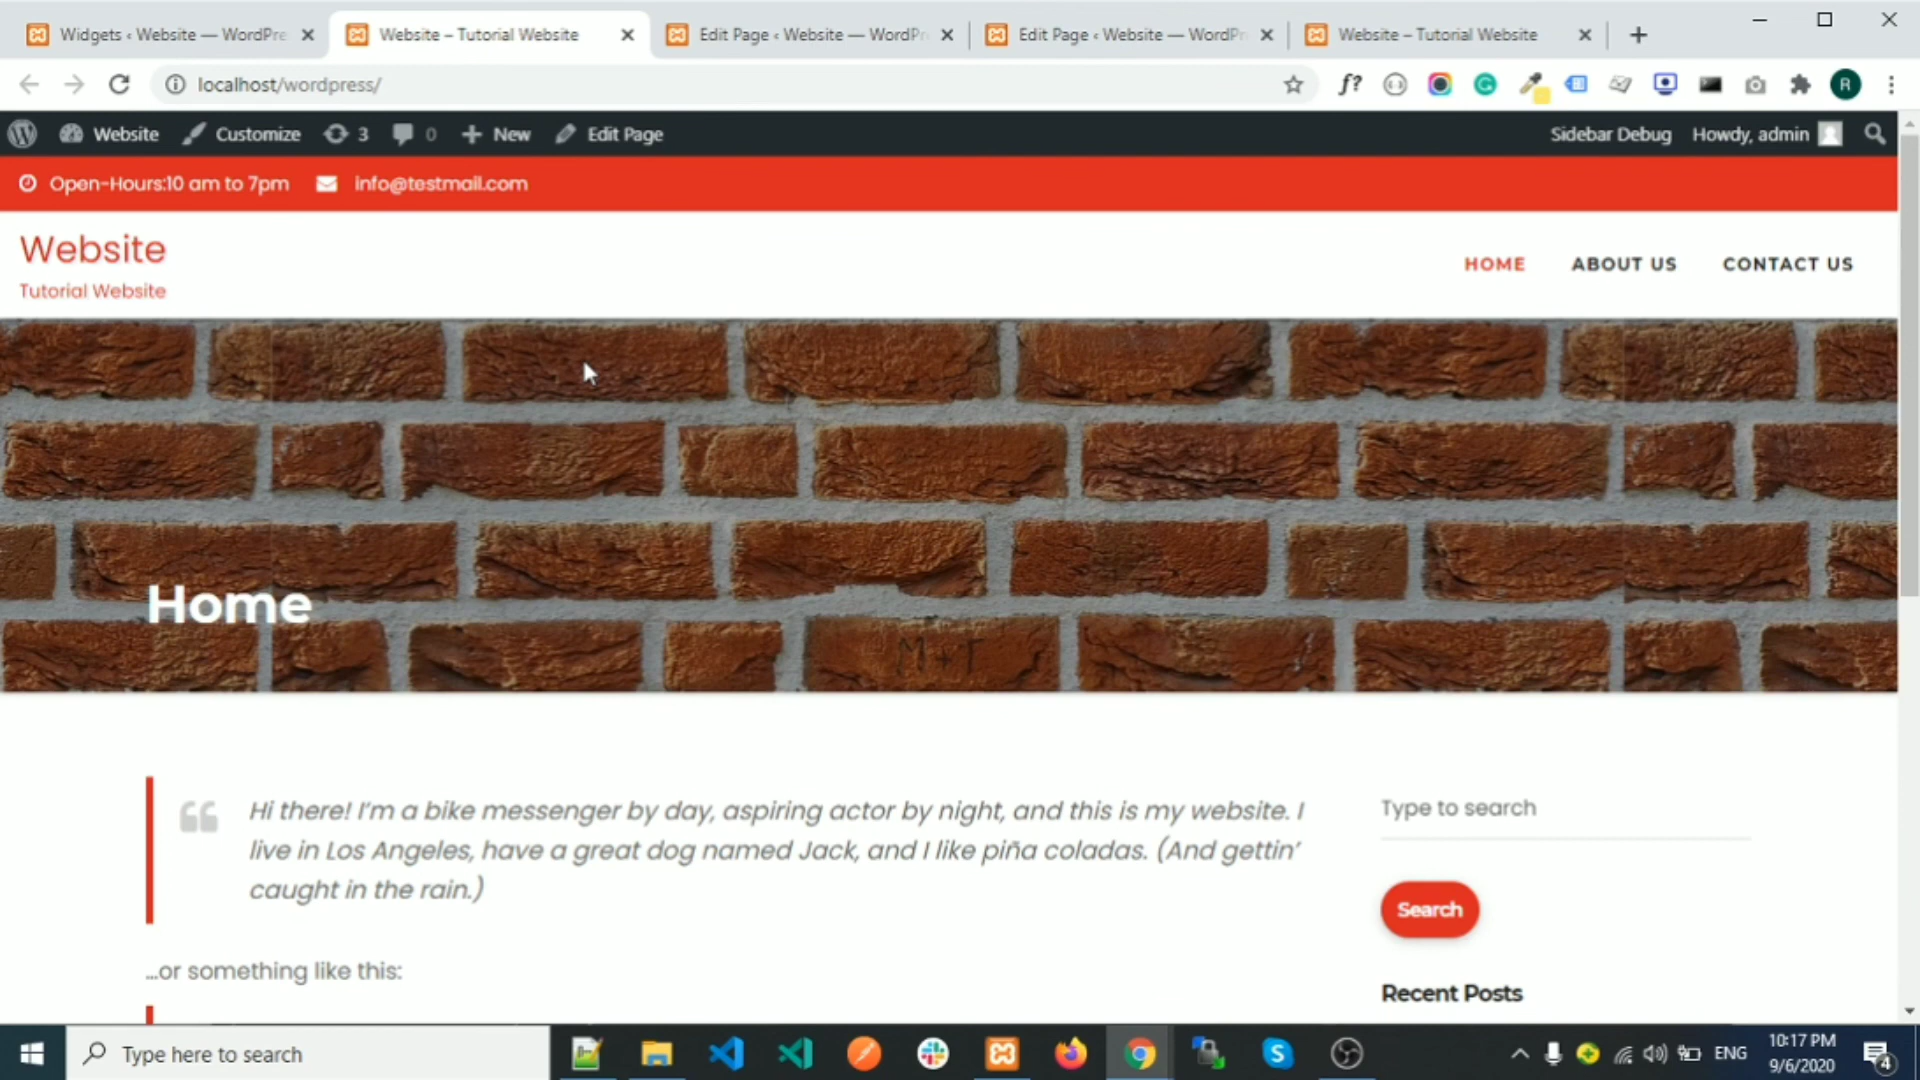 Widgets ‹ Website — WordPre
Website – Tutorial Website
Edit Page ‹ Website — WordPr
Edit Page ‹ Website — WordPr
Website – Tutorial Website
localhost/wordpress/
f?
R
Website
Customize
3
0
New
Edit Page
Sidebar Debug
Howdy, admin
Open-Hours:10 am to 7pm
info@testmail.com
Website
Tutorial Website
HOME
ABOUT US
CONTACT US
M+T
Home
Hi there! I'm a bike messenger by day, aspiring actor by night, and this is my website. I
live in Los Angeles, have a great dog named Jack, and I like piña coladas. (And gettin'
caught in the rain.)
...or something like this:
Type to search
Search
Recent Posts
Type here to search
ENG
10:17 PM
9/6/2020
4